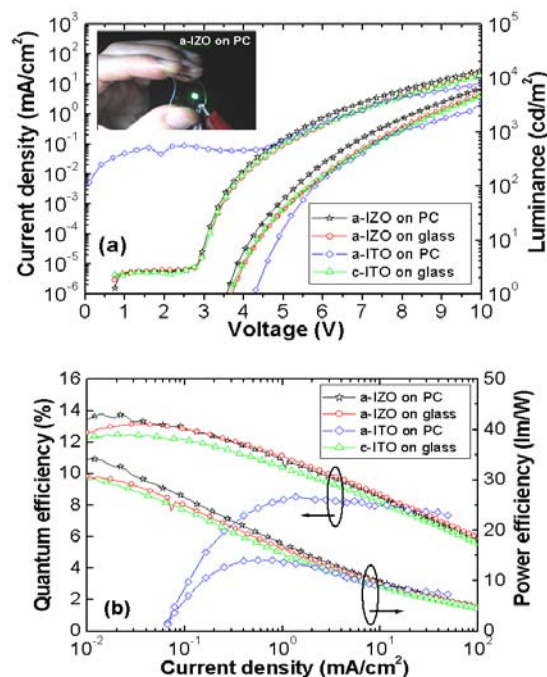 a-IZO on PC
Current density (mA/cm²)
10³
10²
10¹
10⁰
10⁻¹
10⁻²
10⁻³
10⁻⁴
10⁻⁵
10⁻⁶
(a)
a-IZO on PC
a-IZO on glass
a-ITO on PC
c-ITO on glass
10⁵
10⁴
10³
10²
10¹
10⁰
Luminance (cd/m²)
0 1 2 3 4 5 6 7 8 9 10
Voltage (V)
Quantum efficiency (%)
16
14
12
10
8
6
4
2
0
(b)
a-IZO on PC
a-IZO on glass
a-ITO on PC
c-ITO on glass
50
40
30
20
10
0
Power efficiency (lm/W)
10⁻² 10⁻¹ 10⁰ 10¹ 10²
Current density (mA/cm²)